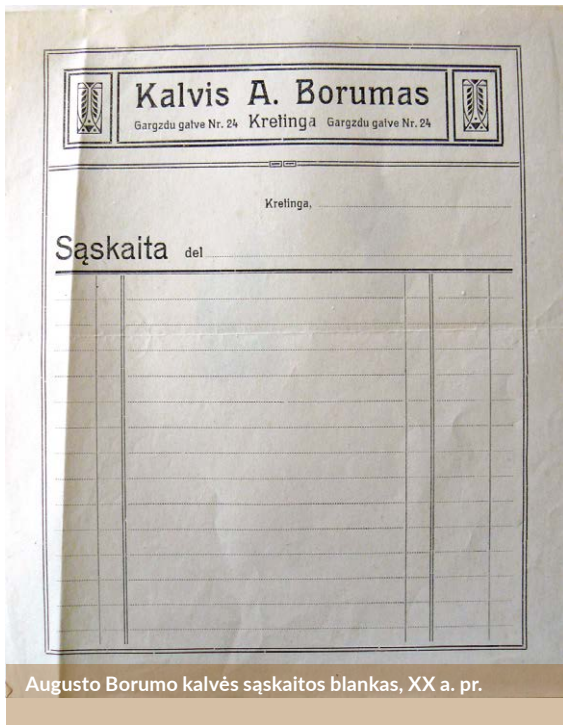 Kalvis A. Borumas
Gargzdu gatve Nr. 24 Kretinga Gargzdu gatve Nr. 24
Kretinga,
Sąskaita del
Augusto Borumo kalvės sąskaitos blankas, XX a. pr.